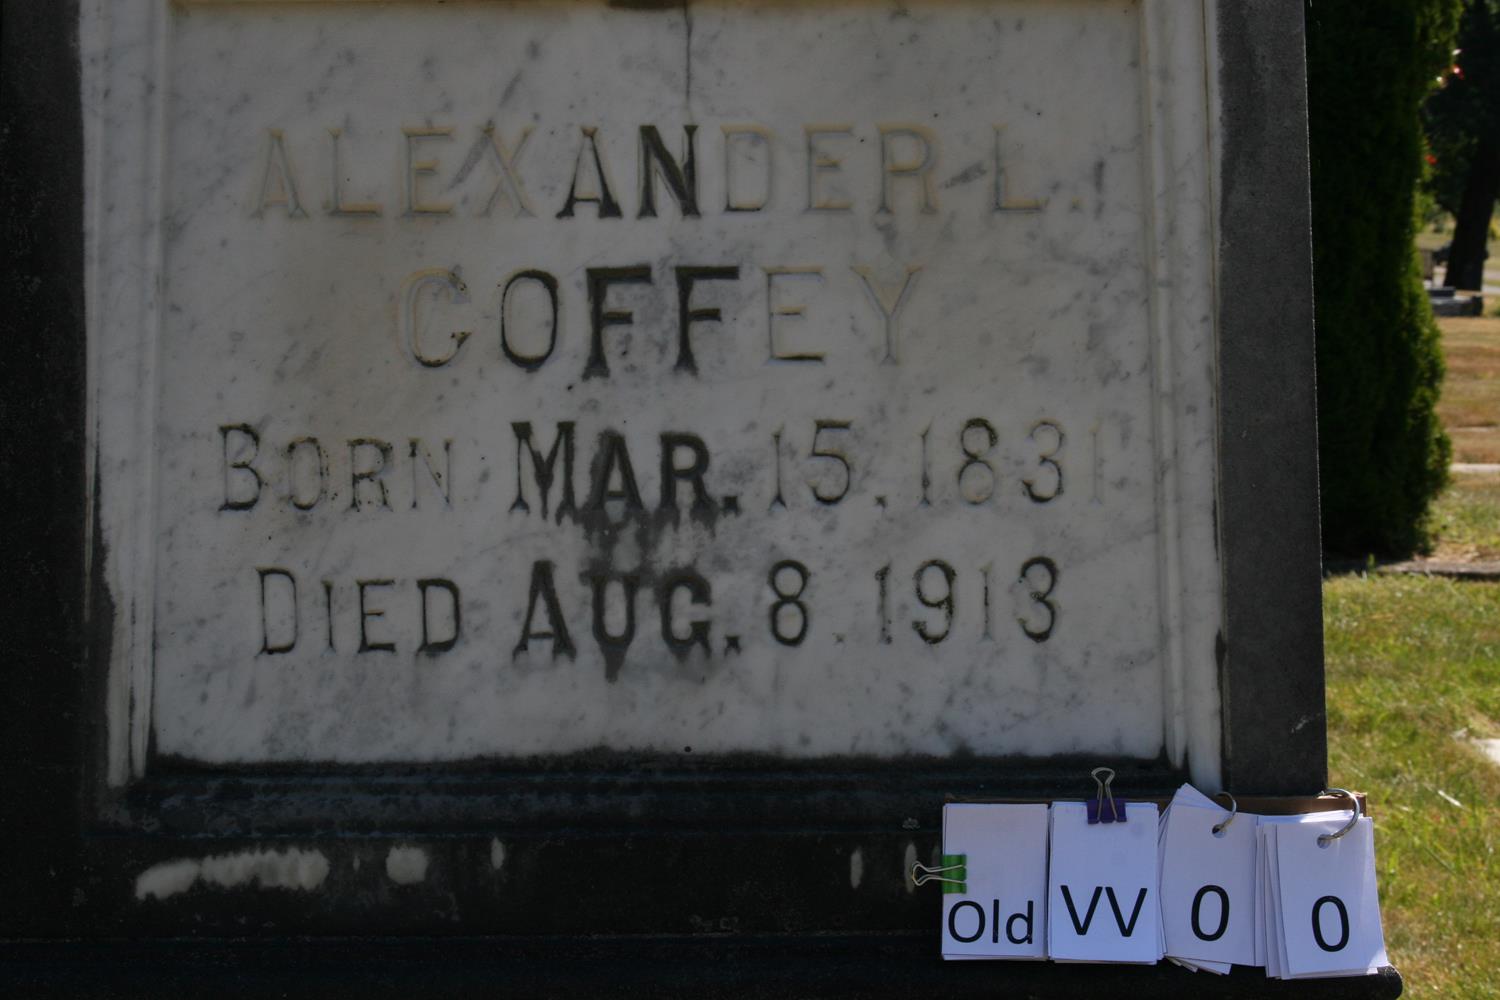 ALEXANDER L.
COFFEY
BORN MAR. 15. 1831
DIED AUG. 8. 1913
Old VV 0 0